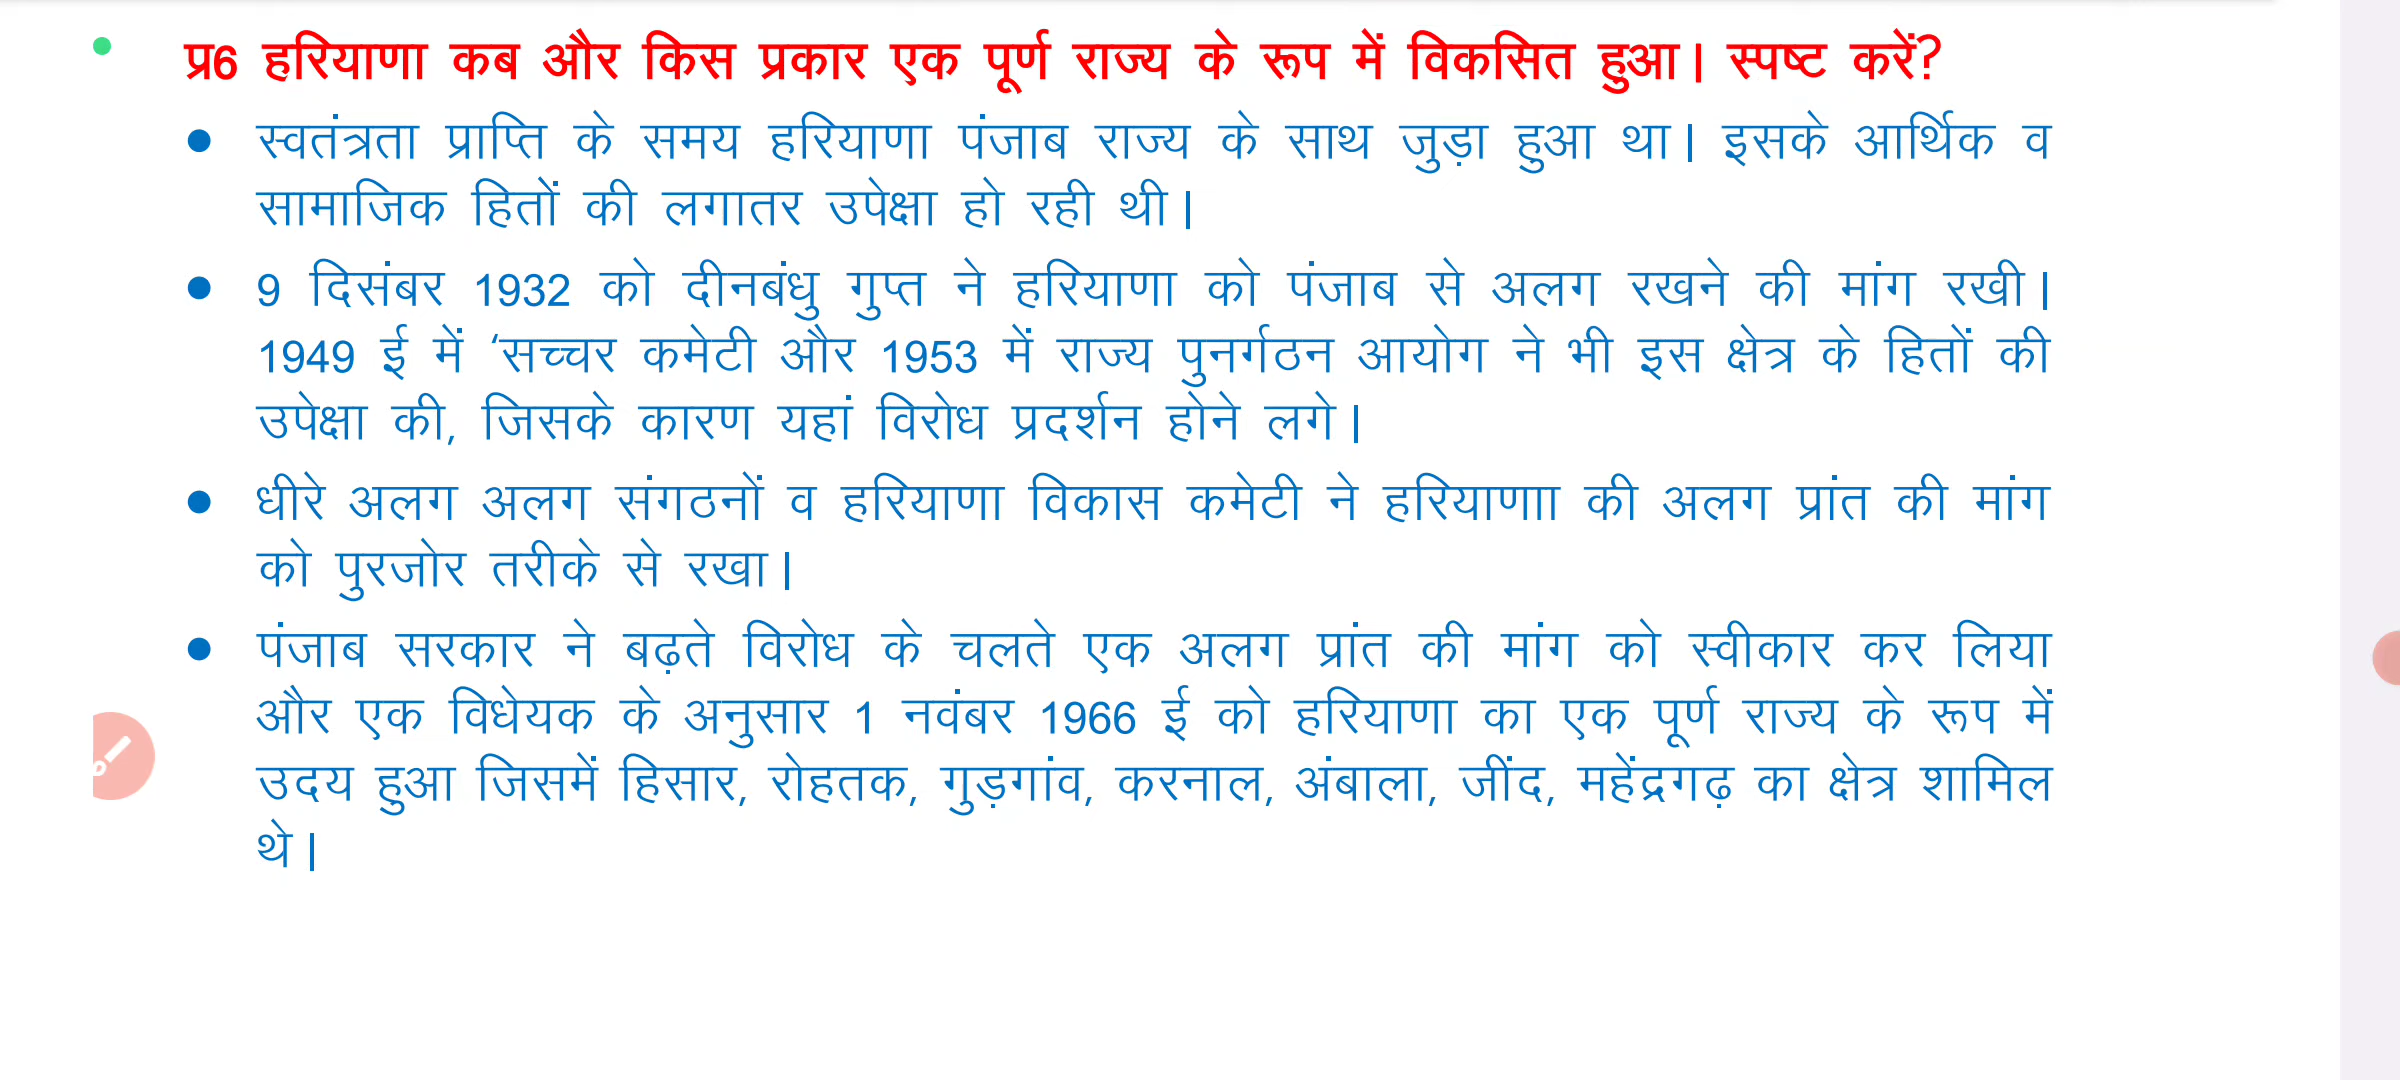 प्र6 हरियाणा कब और किस प्रकार एक पूर्ण राज्य के रूप में विकसित हुआ। स्पष्ट करें?
● स्वतंत्रता प्राप्ति के समय हरियाणा पंजाब राज्य के साथ जुड़ा हुआ था। इसके आर्थिक व
सामाजिक हितों की लगातर उपेक्षा हो रही थी।
● 9 दिसंबर 1932 को दीनबंधु गुप्त ने हरियाणा को पंजाब से अलग रखने की मांग रखी।
1949 ई में ‘सच्चर कमेटी और 1953 में राज्य पुनर्गठन आयोग ने भी इस क्षेत्र के हितों की
उपेक्षा की, जिसके कारण यहां विरोध प्रदर्शन होने लगे।
● धीरे अलग अलग संगठनों व हरियाणा विकास कमेटी ने हरियाणाा की अलग प्रांत की मांग
को पुरजोर तरीके से रखा।
● पंजाब सरकार ने बढ़ते विरोध के चलते एक अलग प्रांत की मांग को स्वीकार कर लिया
और एक विधेयक के अनुसार 1 नवंबर 1966 ई को हरियाणा का एक पूर्ण राज्य के रूप में
उदय हुआ जिसमें हिसार, रोहतक, गुड़गांव, करनाल, अंबाला, जींद, महेंद्रगढ़ का क्षेत्र शामिल
थे।